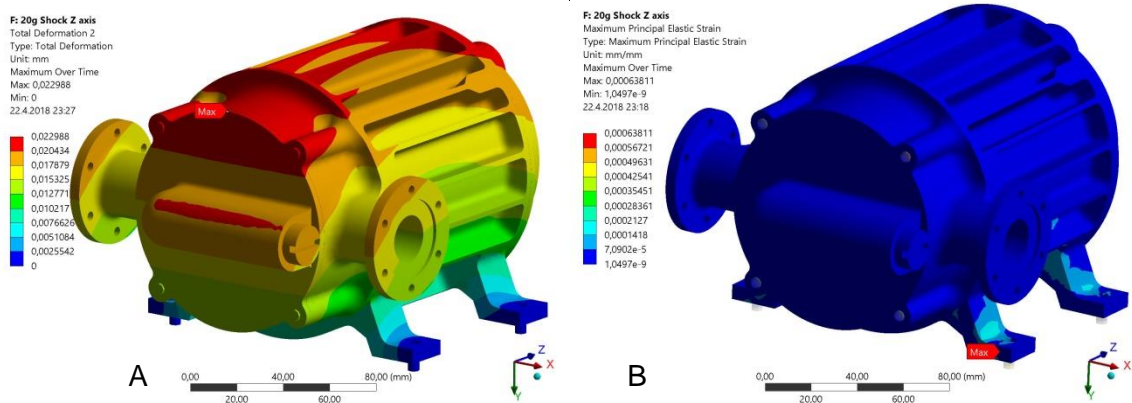 F: 20g Shock Z axis
Total Deformation 2
Type: Total Deformation
Unit: mm
Maximum Over Time
Max: 0,022988
Min: 0
22.4.2018 23:27
Max
0,022988
0,020434
0,017879
0,015325
0,012771
0,010217
0,0076626
0,0051084
0,0025542
0
A
0,00 40,00 80,00 (mm)
20,00 60,00
Z
X
Y
F: 20g Shock Z axis
Maximum Principal Elastic Strain
Type: Maximum Principal Elastic Strain
Unit: mm/mm
Maximum Over Time
Max: 0,00063811
Min: 1,0497e-9
22.4.2018 23:18
0,00063811
0,00056721
0,00049631
0,00042541
0,00035451
0,00028361
0,0002127
0,0001418
7,0902e-5
1,0497e-9
Max
B
0,00 40,00 80,00 (mm)
20,00 60,00
Z
X
Y